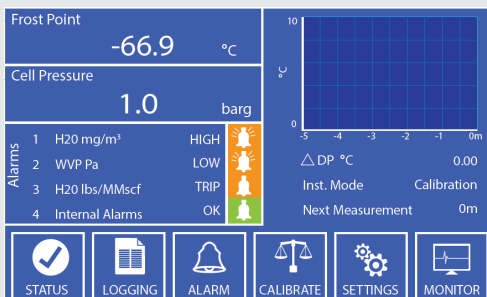 Frost Point
-66.9 °C
Cell Pressure
1.0 barg
Alarms
1 H20 mg/m³ HIGH
2 WVP Pa LOW
3 H20 lbs/MMscf TRIP
4 Internal Alarms OK
10
°C
0
-5 -4 -3 -2 -1 0m
△DP °C 0.00
Inst. Mode Calibration
Next Measurement 0m
STATUS LOGGING ALARM CALIBRATE SETTINGS MONITOR